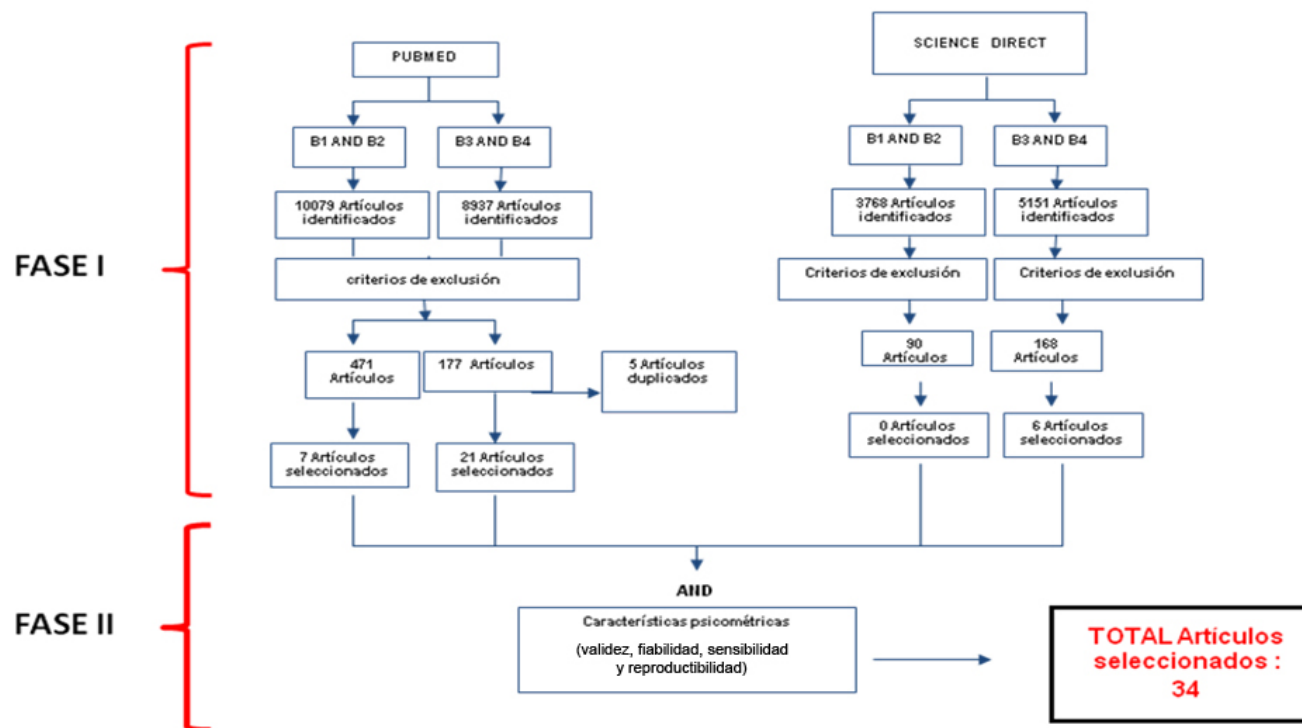 PUBMED
SCIENCE DIRECT
B1 AND B2
B3 AND B4
B1 AND B2
B3 AND B4
10079 Artículos
identificados
8937 Artículos
identificados
3768 Artículos
identificados
5151 Artículos
identificados
FASE I
criterios de exclusión
Criterios de exclusión
Criterios de exclusión
471
Artículos
177 Artículos
5 Artículos
duplicados
90
Artículos
168
Artículos
7 Artículos
seleccionados
21 Artículos
seleccionados
0 Artículos
seleccionados
6 Artículos
seleccionados
AND
FASE II
Características psicométricas
(validez, fiabilidad, sensibilidad
y reproductibilidad)
TOTAL Artículos
seleccionados :
34